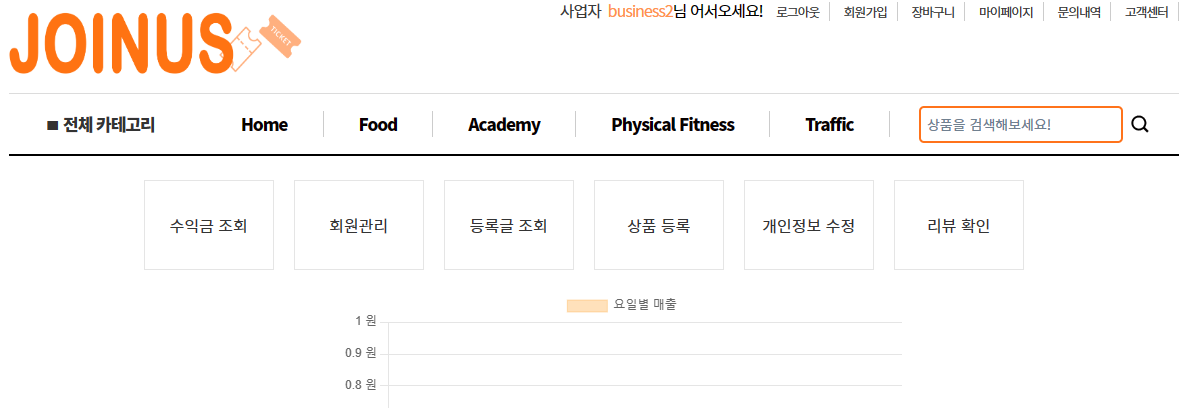 사업자 business2님 어서오세요! 로그아웃 회원가입 장바구니 마이페이지 문의내역 고객센터
JOINUS TICKET
전체 카테고리 Home Food Academy Physical Fitness Traffic 상품을 검색해보세요!
수익금 조회 회원관리 등록글 조회 상품 등록 개인정보 수정 리뷰 확인
요일별 매출
1 원
0.9 원
0.8 원